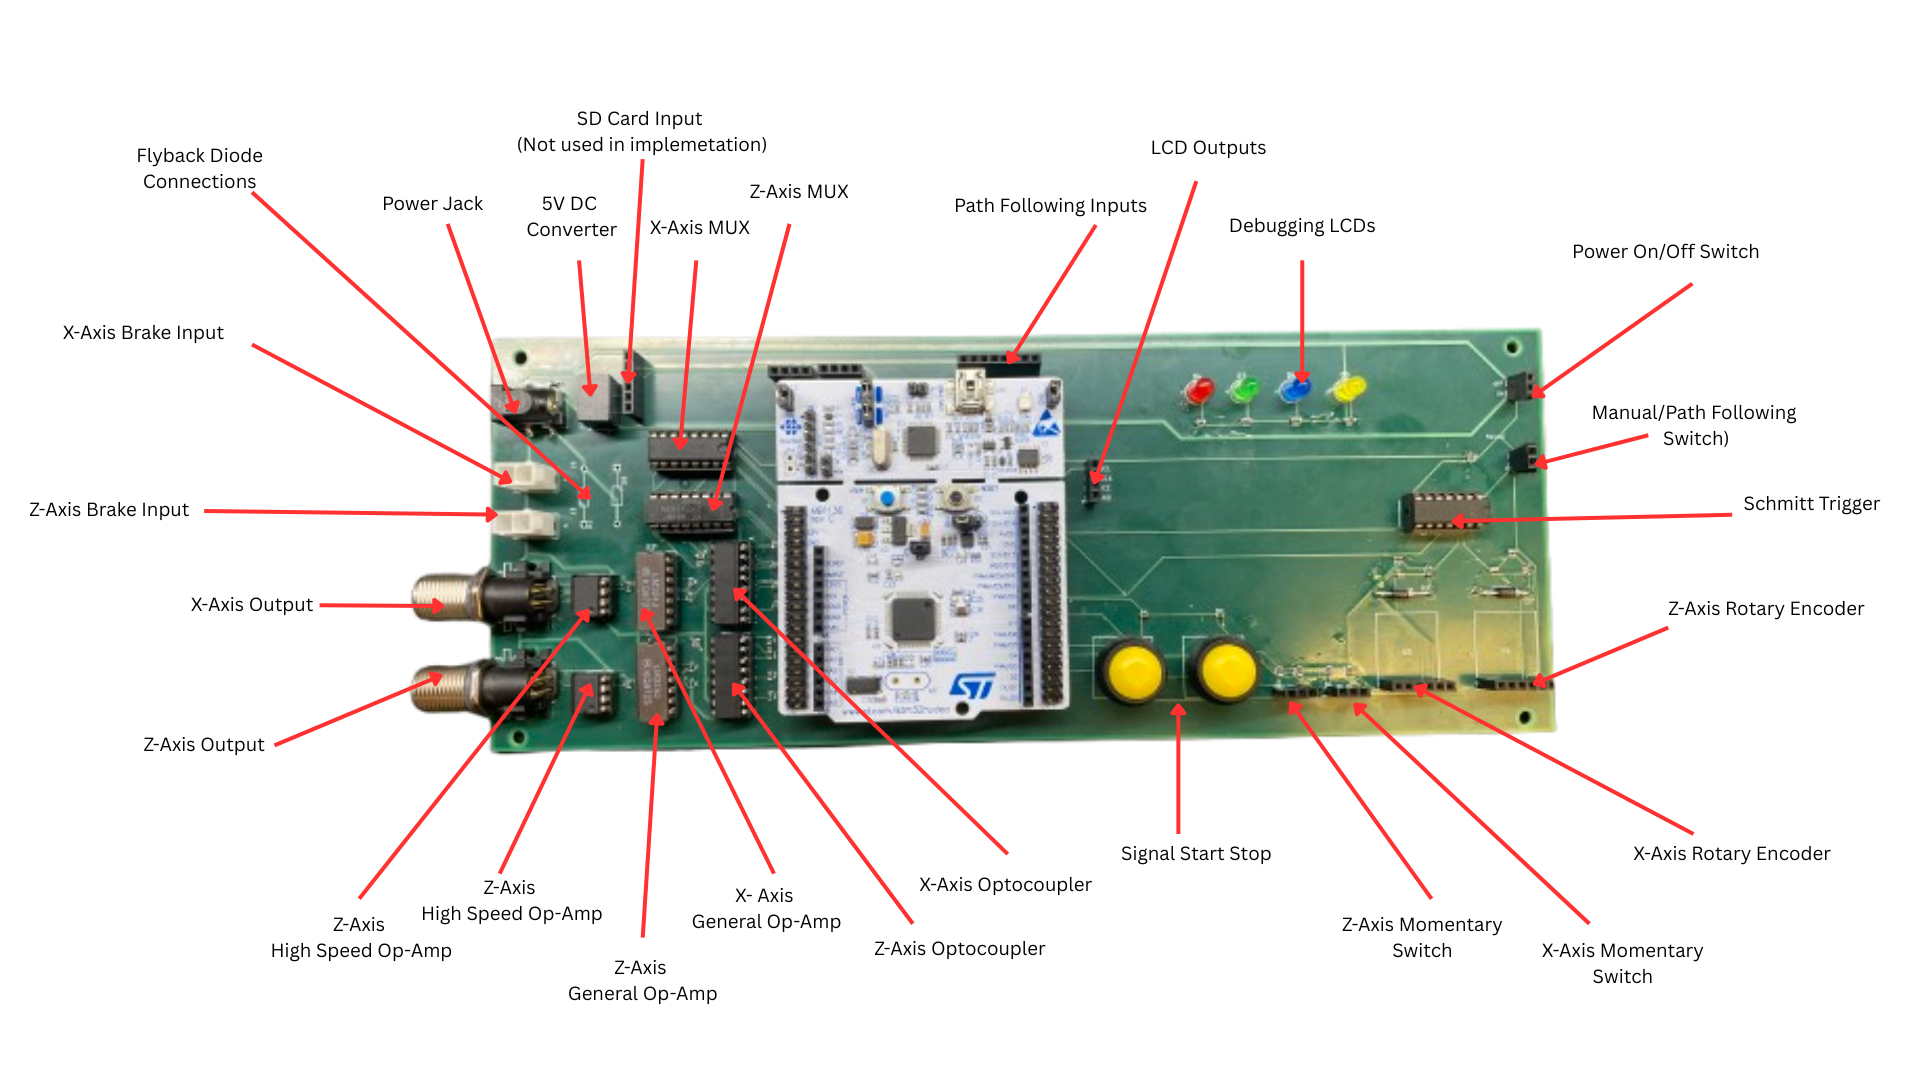 SD Card Input
(Not used in implemetation)
Flyback Diode
Connections
Power Jack
5V DC
Converter
X-Axis MUX
Z-Axis MUX
Path Following Inputs
LCD Outputs
Debugging LCDs
Power On/Off Switch
X-Axis Brake Input
Manual/Path Following
Switch)
Z-Axis Brake Input
Schmitt Trigger
X-Axis Output
Z-Axis Rotary Encoder
Z-Axis Output
ST
Z-Axis
High Speed Op-Amp
Z-Axis
High Speed Op-Amp
Z-Axis
General Op-Amp
X- Axis
General Op-Amp
X-Axis Optocoupler
Z-Axis Optocoupler
Signal Start Stop
Z-Axis Momentary
Switch
X-Axis Momentary
Switch
X-Axis Rotary Encoder